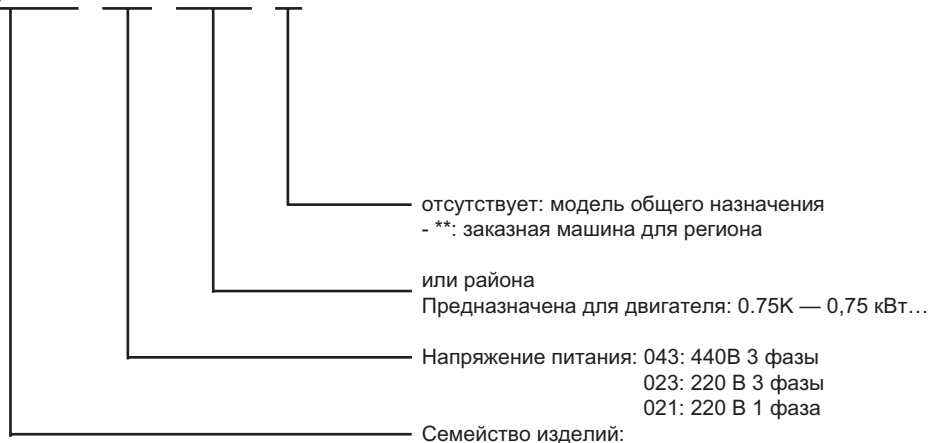 отсутствует: модель общего назначения
- **: заказная машина для региона
или района
Предназначена для двигателя: 0.75K — 0,75 кВт…
Напряжение питания: 043: 440В 3 фазы
023: 220 В 3 фазы
021: 220 В 1 фаза
Семейство изделий: